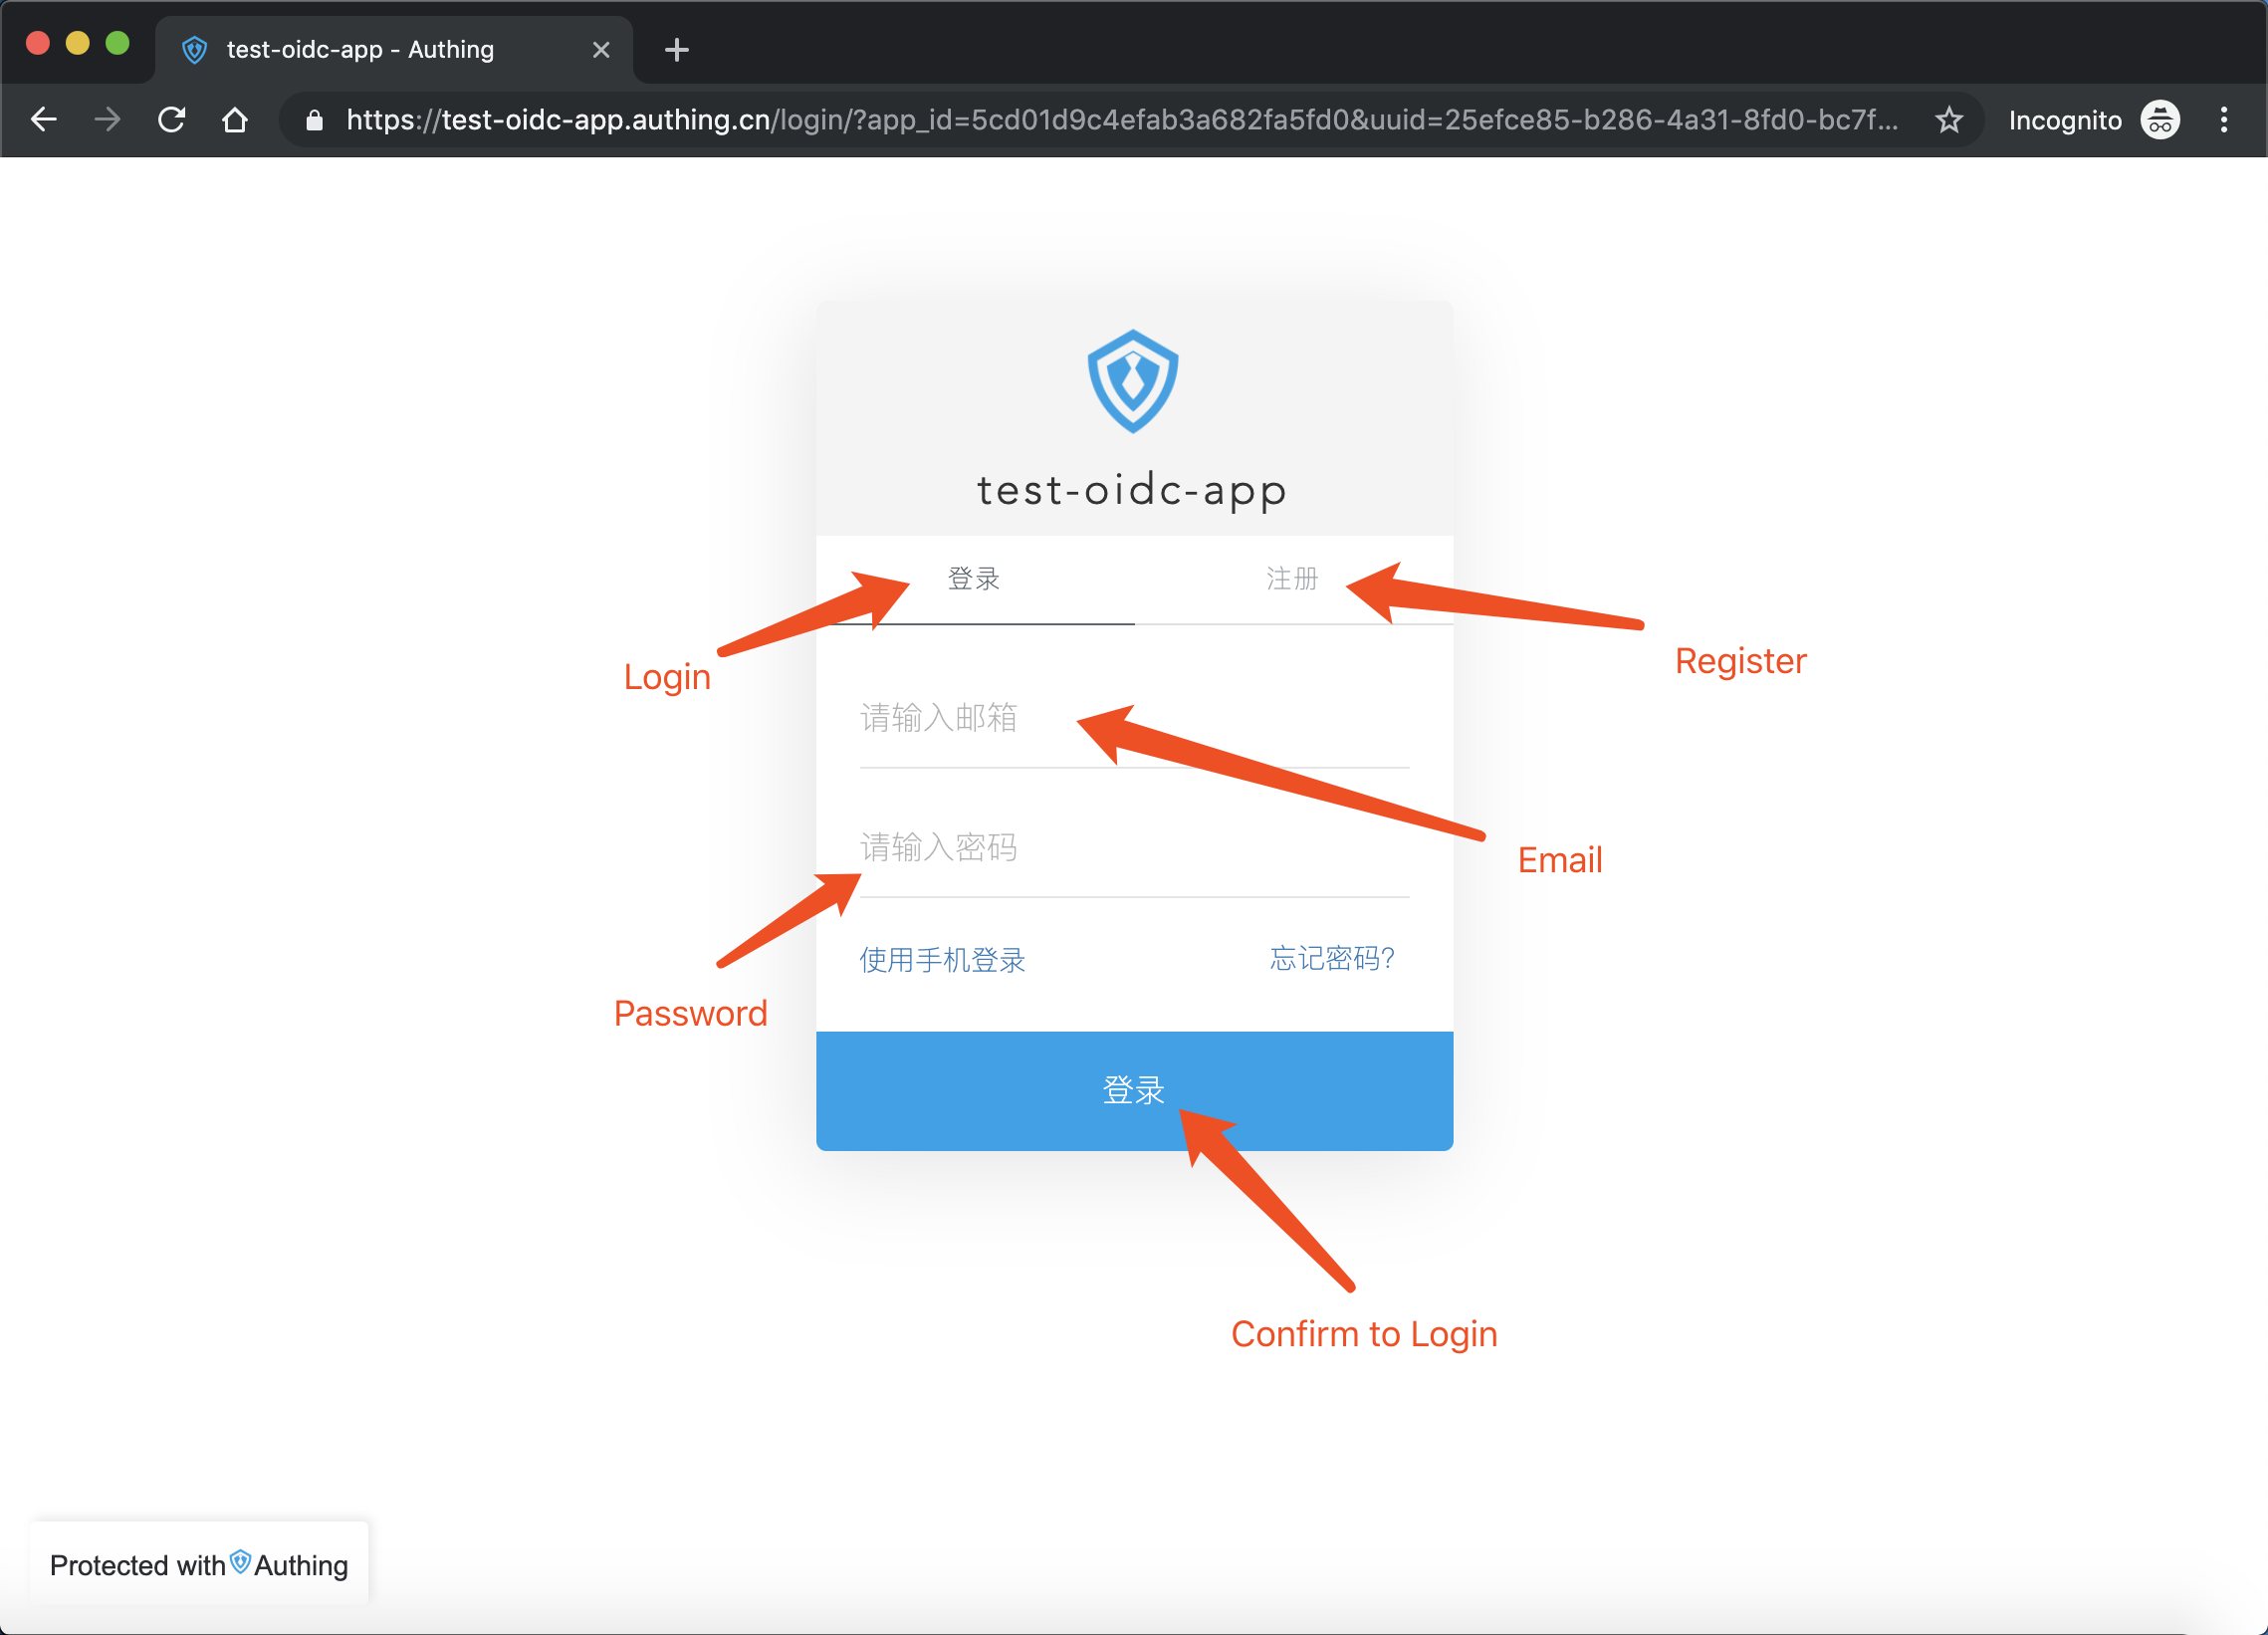 test-oidc-app - Authing
https://test-oidc-app.authing.cn/login/?app_id=5cd01d9c4efab3a682fa5fd0&uuid=25efce85-b286-4a31-8fd0-bc7f...
Incognito
test-oidc-app
登录
注册
Login
Register
请输入邮箱
Email
请输入密码
Password
使用手机登录
忘记密码?
登录
Confirm to Login
Protected with Authing